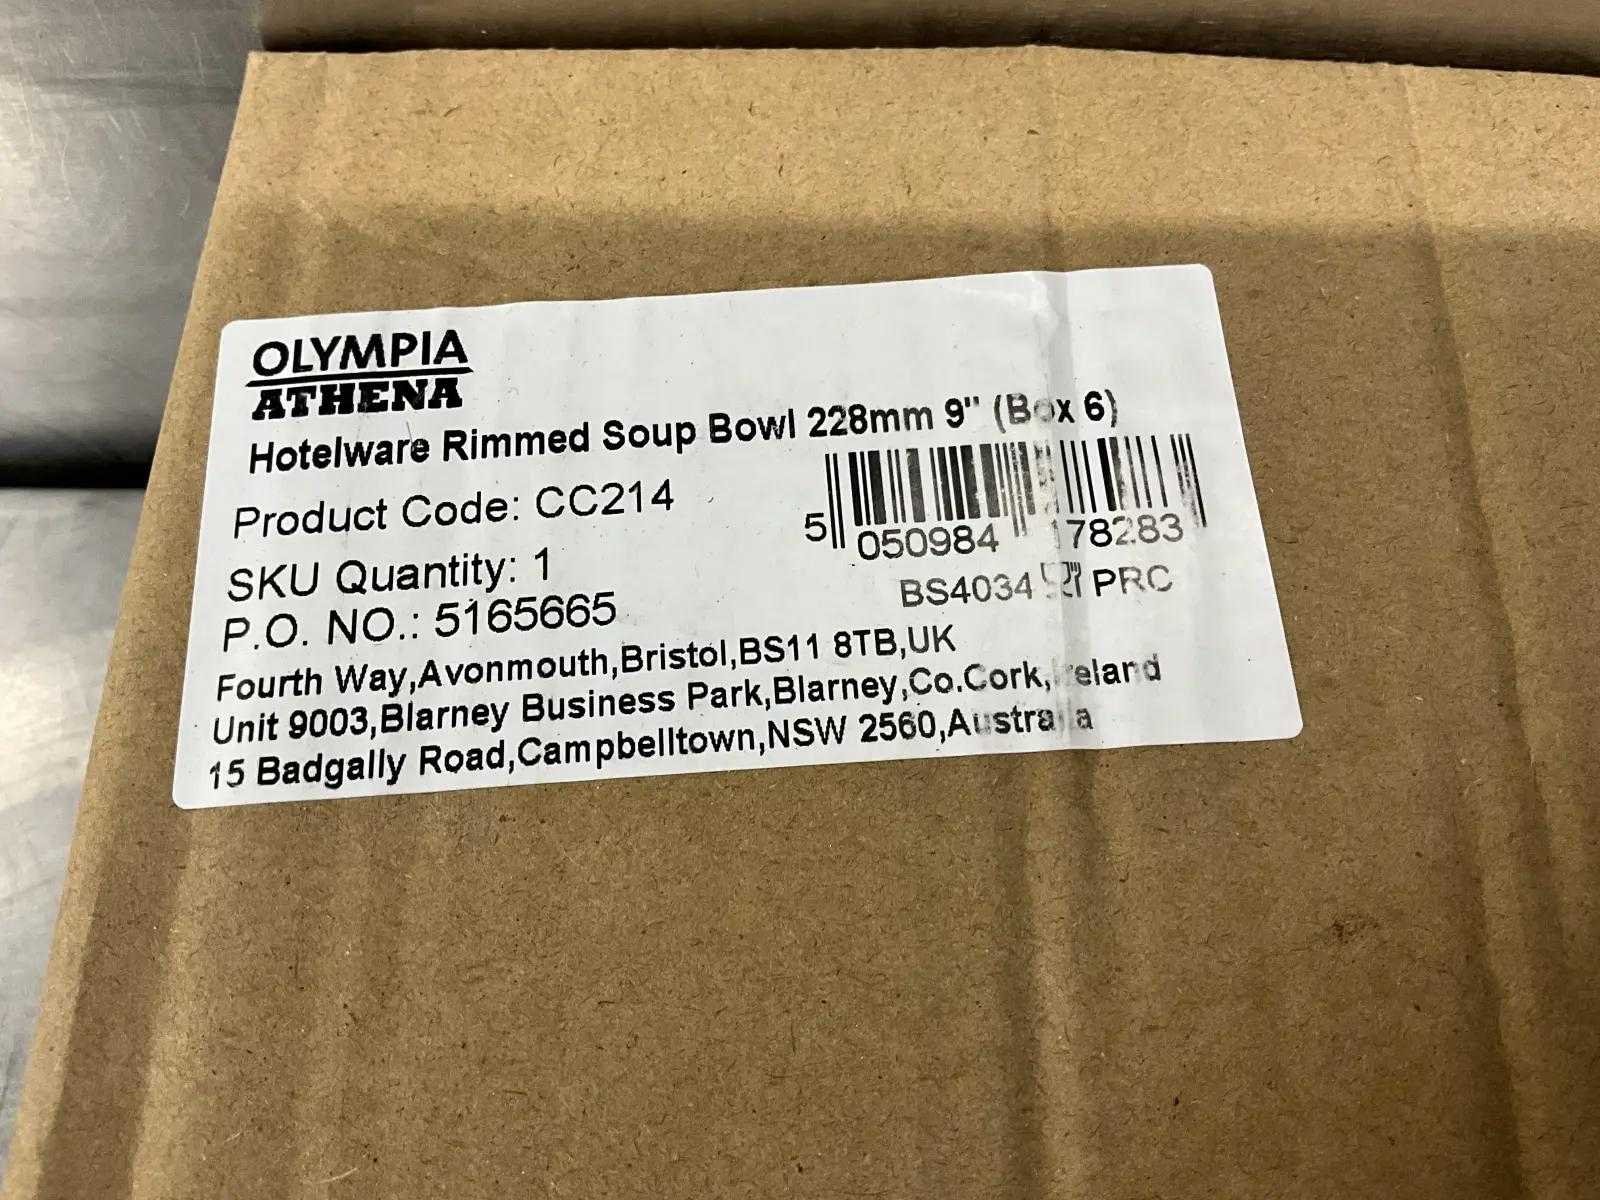 OLYMPIA
ATHENA
Hotelware Rimmed Soup Bowl 228mm 9" (Box 6)
Product Code: CC214
5 050984 178283
SKU Quantity: 1
BS4034 PRC
P.O. NO.: 5165665
Fourth Way,Avonmouth,Bristol,BS11 8TB,UK
Unit 9003,Blarney Business Park,Blarney,Co.Cork,Ireland
15 Badgally Road,Campbelltown,NSW 2560,Australia